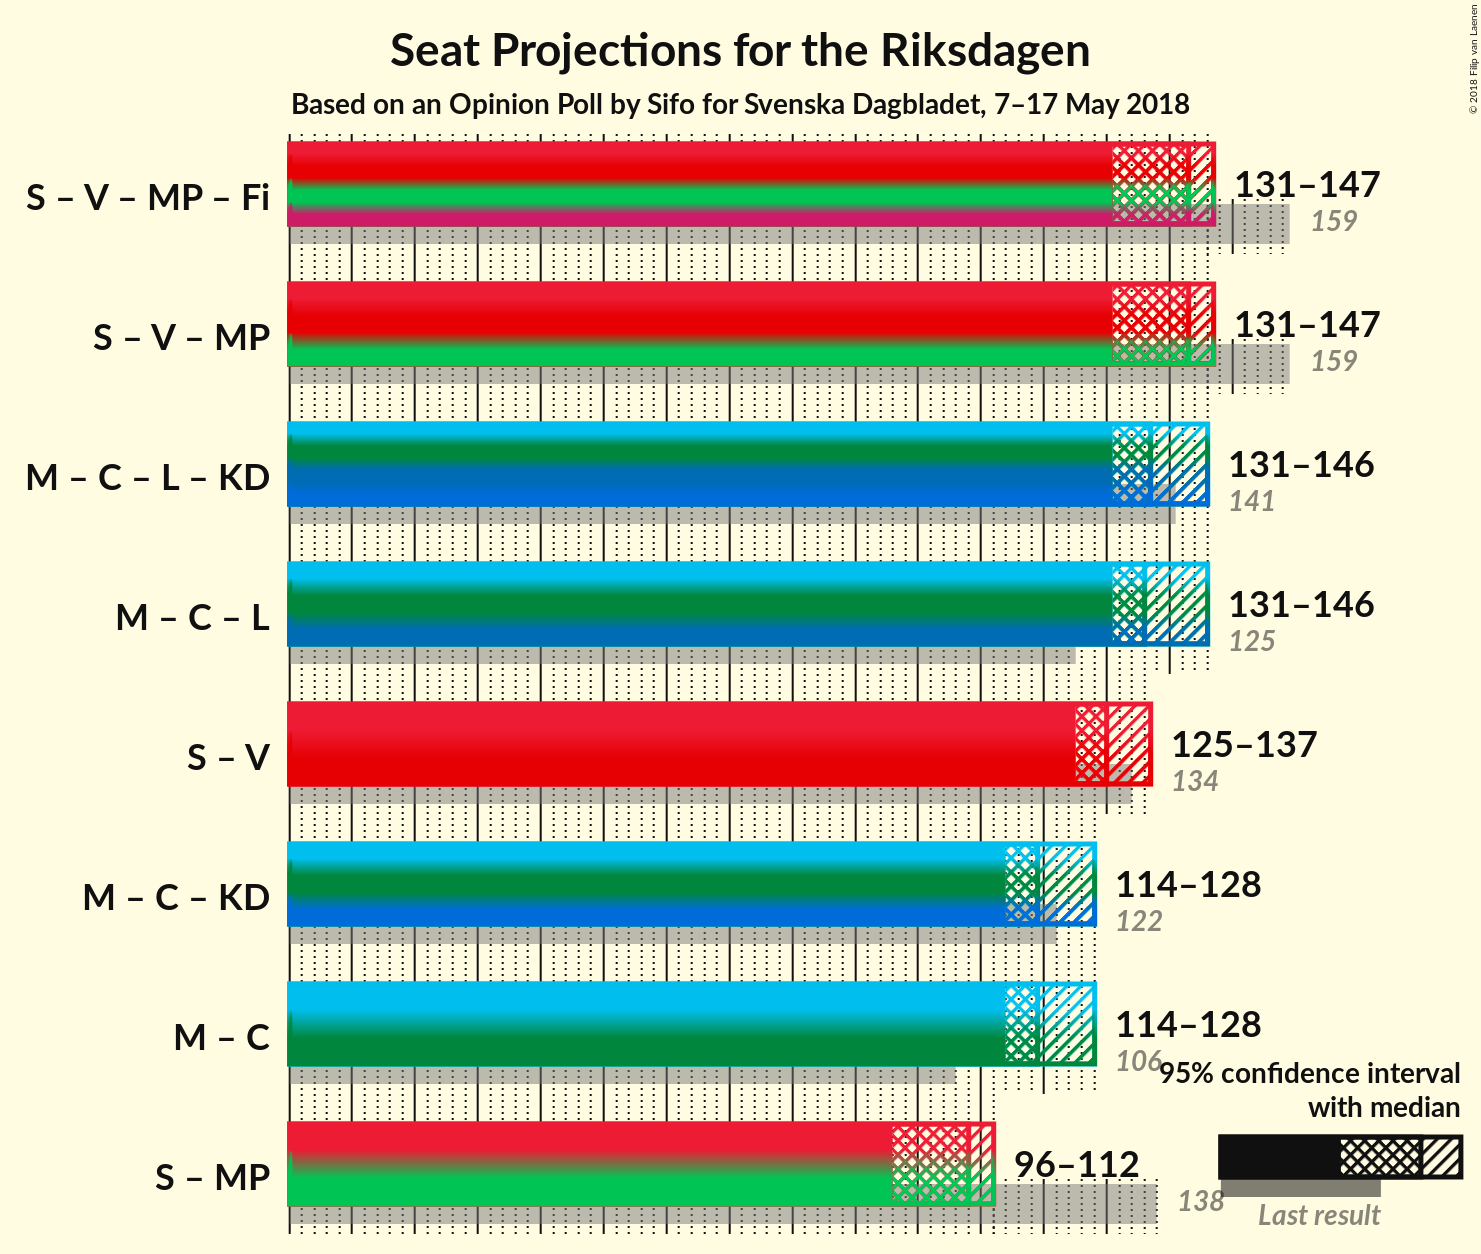 Seat Projections for the Riksdagen
Based on an Opinion Poll by Sifo for Svenska Dagbladet, 7–17 May 2018
© 2018 Filip van Laenen
S – V – MP – Fi
131–147
159
S – V – MP
131–147
159
M – C – L – KD
131–146
141
M – C – L
131–146
125
S – V
125–137
134
M – C – KD
114–128
122
M – C
114–128
106
S – MP
96–112
138
95% confidence interval
with median
Last result